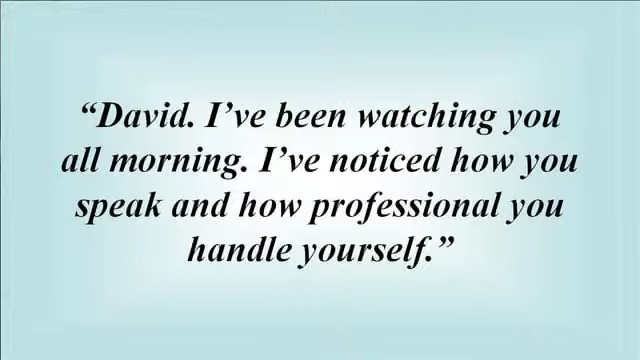 “David. I’ve been watching you
all morning. I’ve noticed how you
speak and how professional you
handle yourself.”